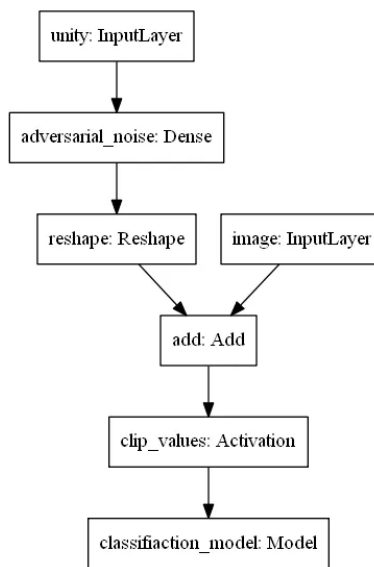 unity: InputLayer
adversarial_noise: Dense
reshape: Reshape
image: InputLayer
add: Add
clip_values: Activation
classifiaction_model: Model